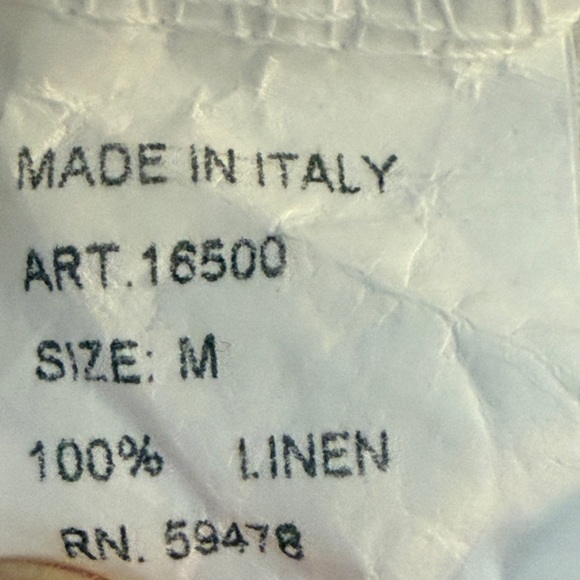 MADE IN ITALY
ART.16500
SIZE: M
100% LINEN
RN. 59478